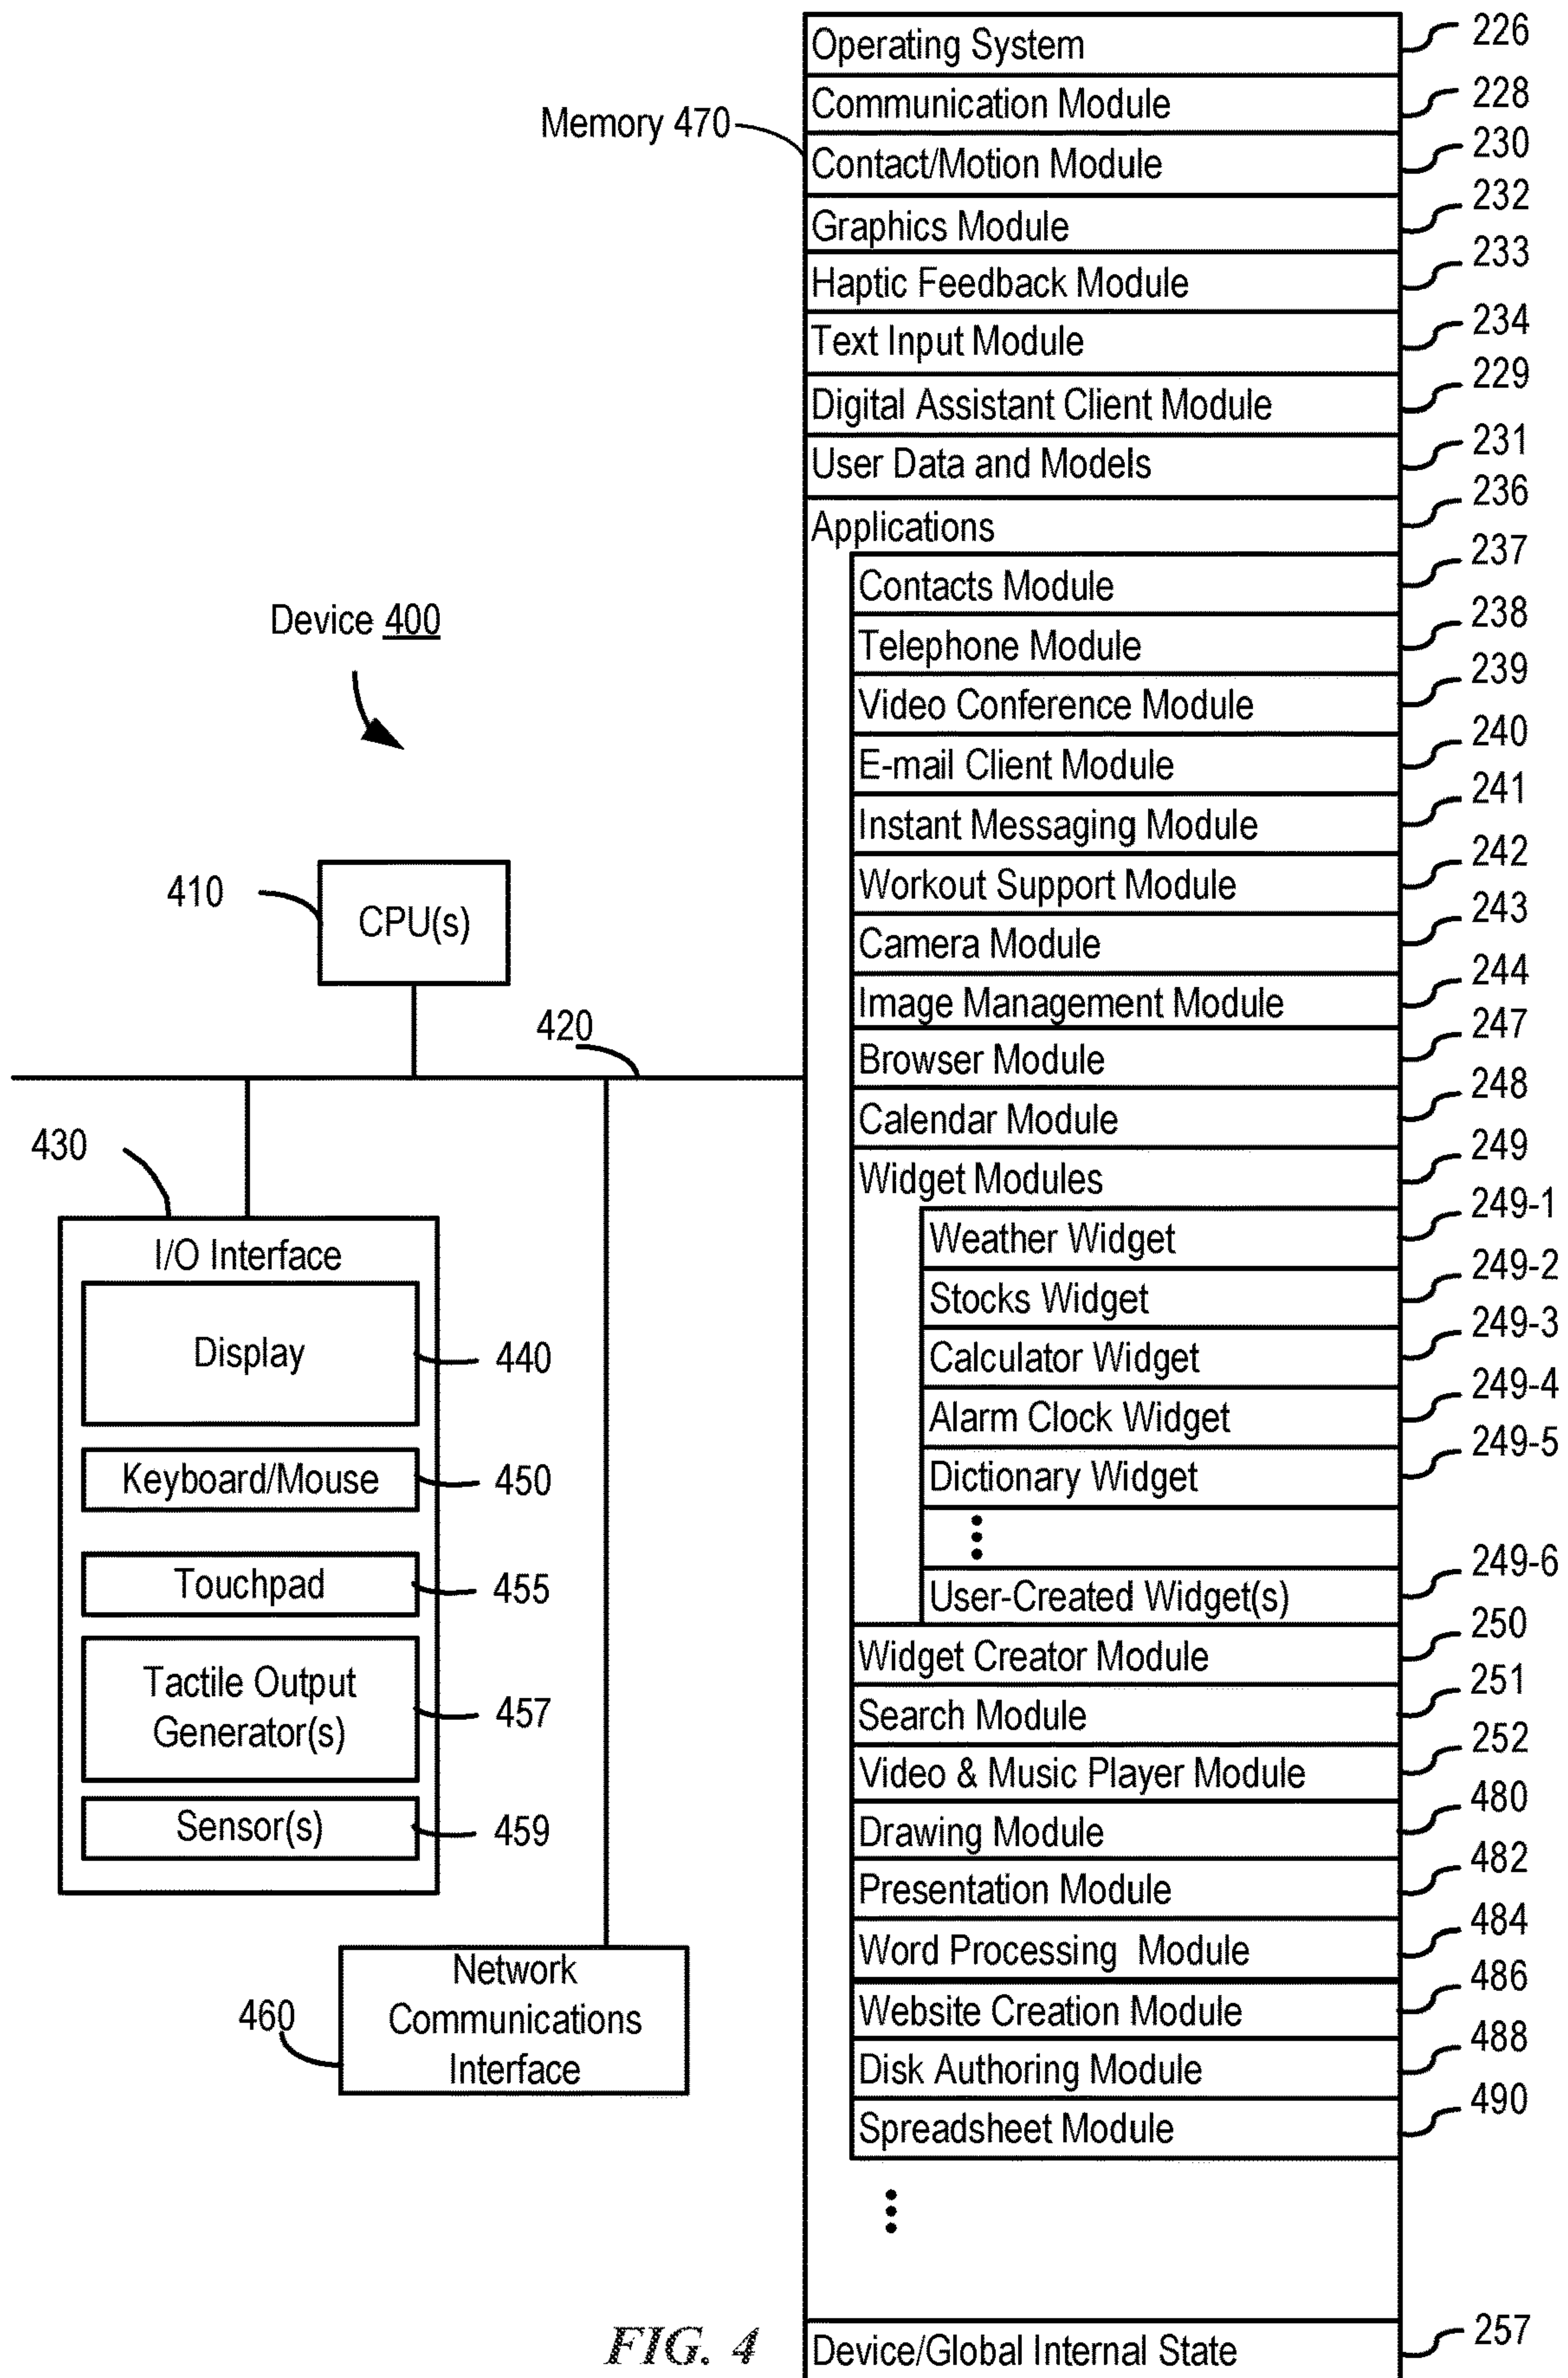 Operating System 226
Communication Module 228
Memory 470
Contact/Motion Module 230
Graphics Module 232
Haptic Feedback Module 233
Text Input Module 234
Digital Assistant Client Module 229
User Data and Models 231
Applications 236
Contacts Module 237
Telephone Module 238
Video Conference Module 239
E-mail Client Module 240
Instant Messaging Module 241
Workout Support Module 242
Camera Module 243
Image Management Module 244
Browser Module 247
Calendar Module 248
Widget Modules 249
Weather Widget 249-1
Stocks Widget 249-2
Calculator Widget 249-3
Alarm Clock Widget 249-4
Dictionary Widget 249-5
User-Created Widget(s) 249-6
Widget Creator Module 250
Search Module 251
Video & Music Player Module 252
Drawing Module 480
Presentation Module 482
Word Processing Module 484
Website Creation Module 486
Disk Authoring Module 488
Spreadsheet Module 490
Device/Global Internal State 257
Device 400
410
CPU(s)
420
430
I/O Interface
Display 440
Keyboard/Mouse 450
Touchpad 455
Tactile Output
Generator(s) 457
Sensor(s) 459
460
Network
Communications
Interface
FIG. 4